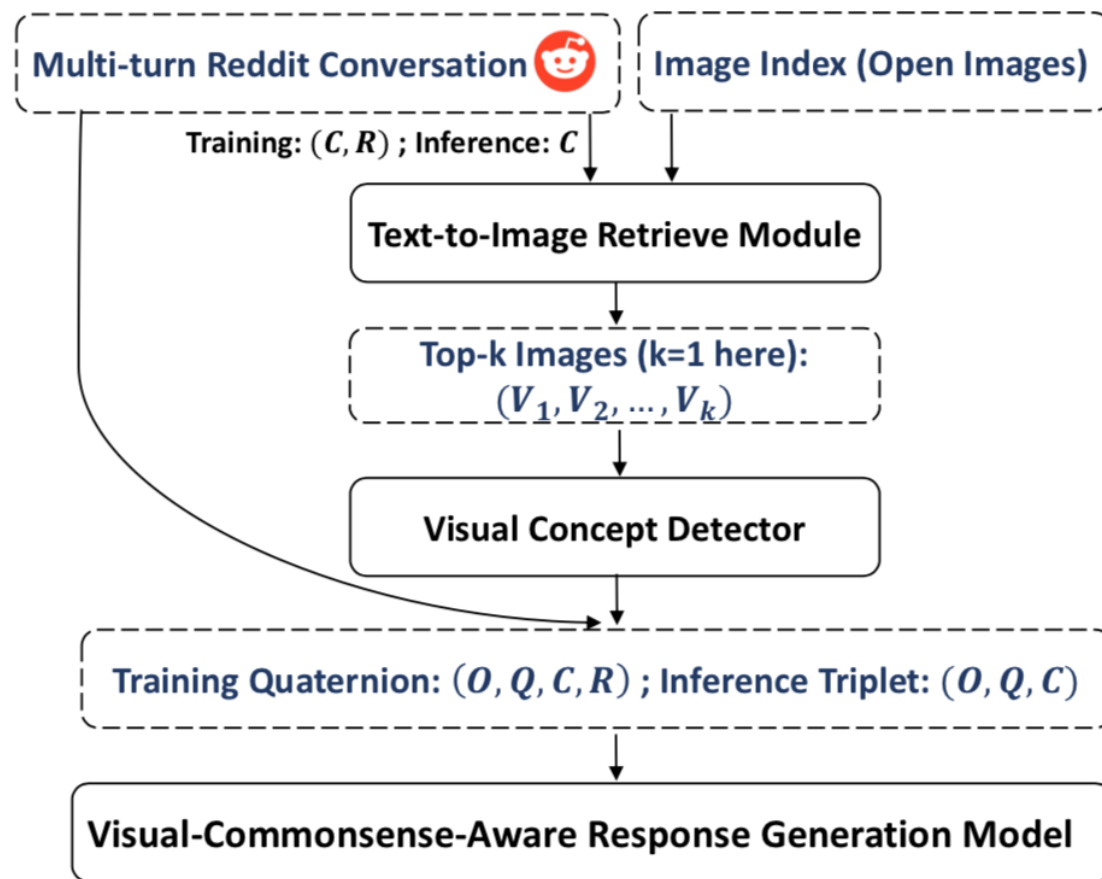 Multi-turn Reddit Conversation
Image Index (Open Images)
Training: (C, R) ; Inference: C
Text-to-Image Retrieve Module
Top-k Images (k=1 here):
(V₁, V₂, ..., Vₖ)
Visual Concept Detector
Training Quaternion: (O, Q, C, R) ; Inference Triplet: (O, Q, C)
Visual-Commonsense-Aware Response Generation Model